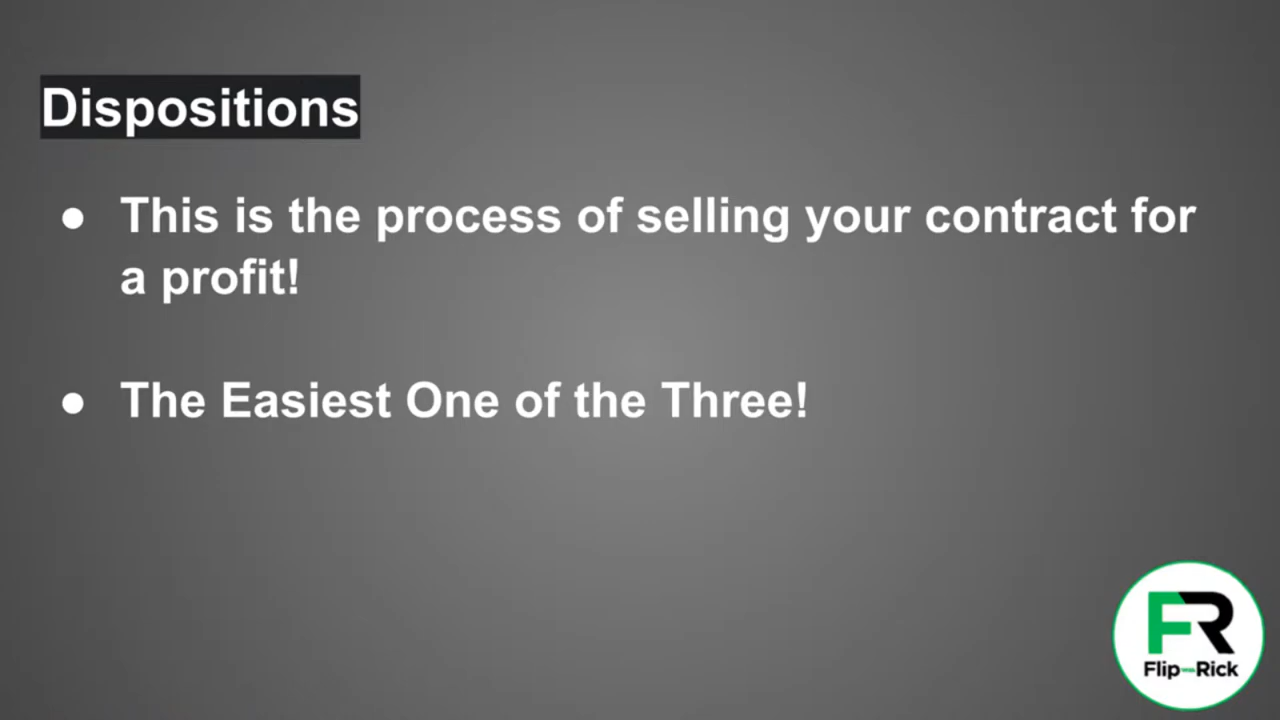 Dispositions
● This is the process of selling your contract for
a profit!
● The Easiest One of the Three!
FR
Flip with Rick